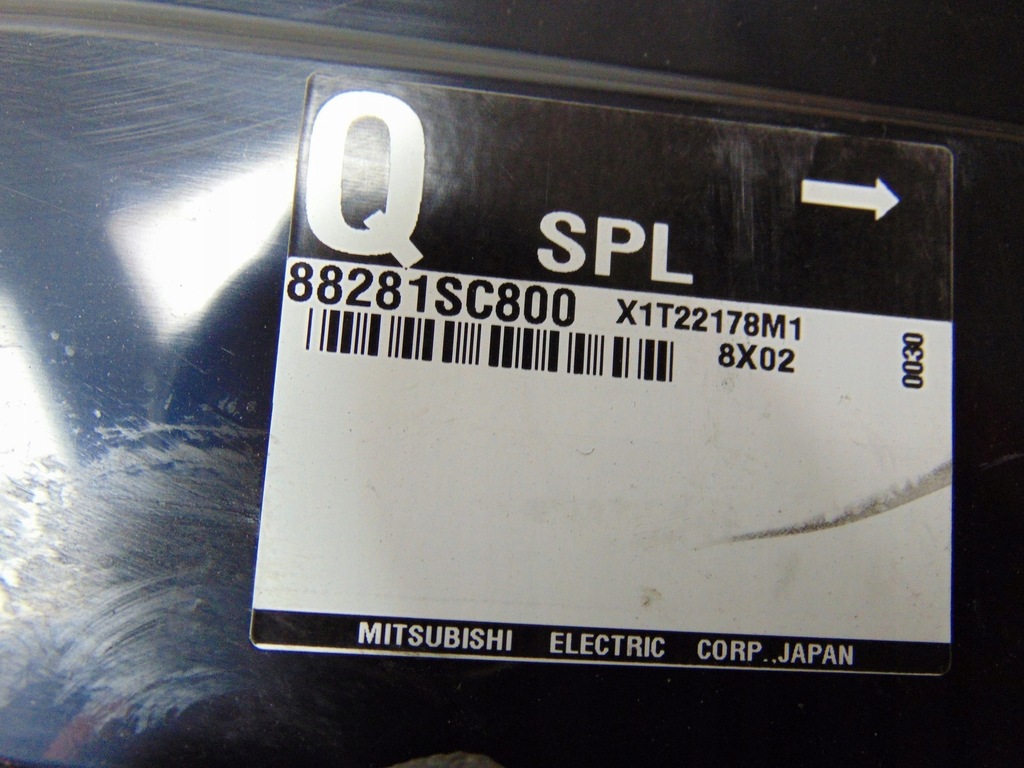 Q
SPL
88281SC800
X1T22178M1
8X02
0030
MITSUBISHI ELECTRIC CORP.,JAPAN